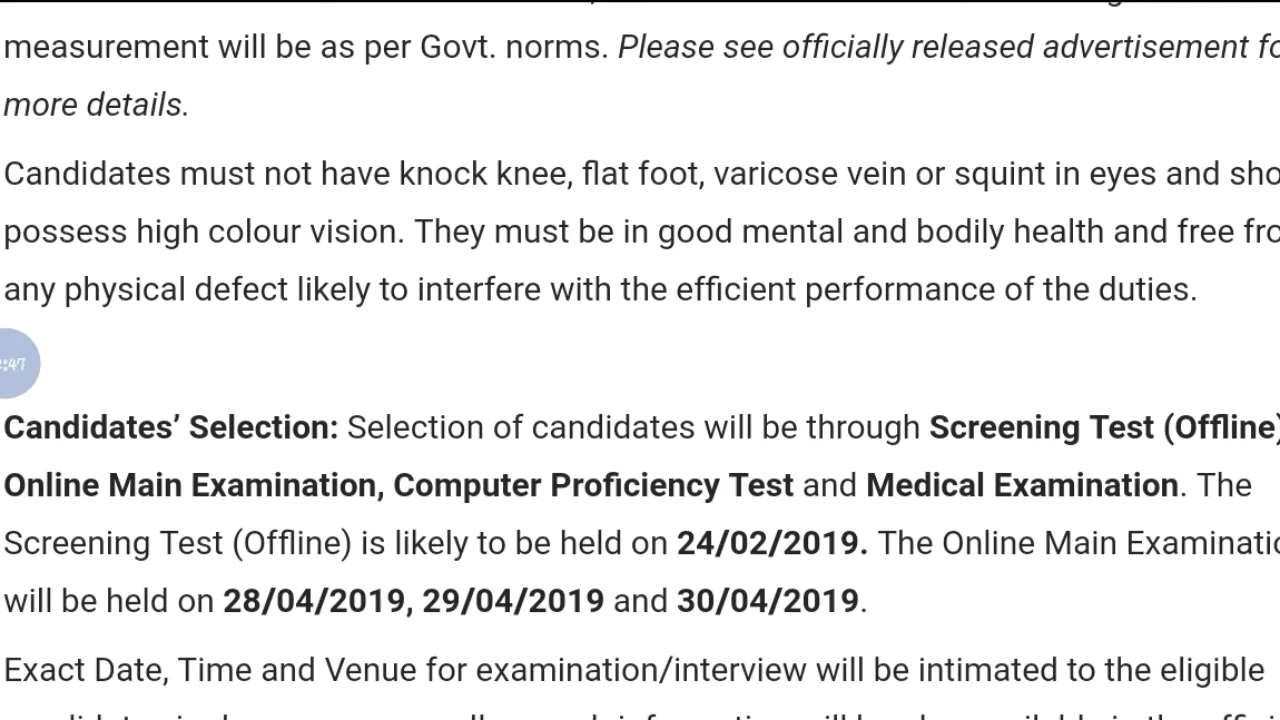 measurement will be as per Govt. norms. Please see officially released advertisement fo
more details.
Candidates must not have knock knee, flat foot, varicose vein or squint in eyes and sho
possess high colour vision. They must be in good mental and bodily health and free fro
any physical defect likely to interfere with the efficient performance of the duties.
:47
Candidates’ Selection: Selection of candidates will be through Screening Test (Offline)
Online Main Examination, Computer Proficiency Test and Medical Examination. The
Screening Test (Offline) is likely to be held on 24/02/2019. The Online Main Examinatio
will be held on 28/04/2019, 29/04/2019 and 30/04/2019.
Exact Date, Time and Venue for examination/interview will be intimated to the eligible